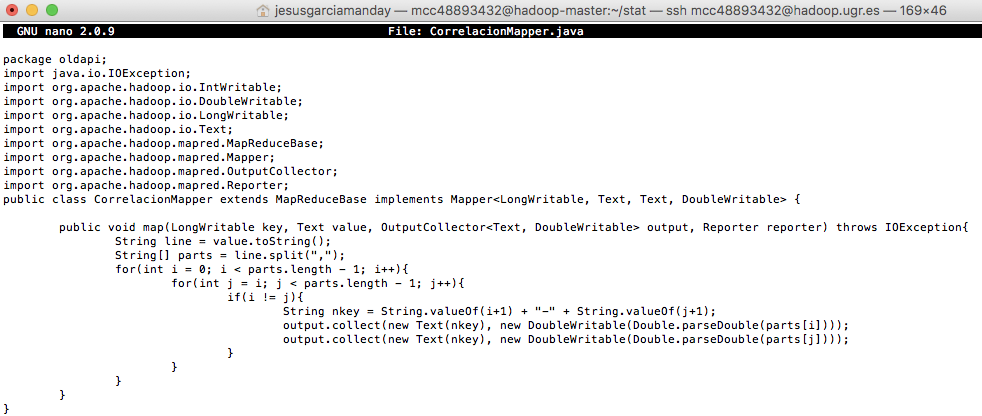 jesusgarciamanday — mcc48893432@hadoop-master:~/stat — ssh mcc48893432@hadoop.ugr.es — 169×46
GNU nano 2.0.9 File: CorrelacionMapper.java
package oldapi;
import java.io.IOException;
import org.apache.hadoop.io.IntWritable;
import org.apache.hadoop.io.DoubleWritable;
import org.apache.hadoop.io.LongWritable;
import org.apache.hadoop.io.Text;
import org.apache.hadoop.mapred.MapReduceBase;
import org.apache.hadoop.mapred.Mapper;
import org.apache.hadoop.mapred.OutputCollector;
import org.apache.hadoop.mapred.Reporter;
public class CorrelacionMapper extends MapReduceBase implements Mapper<LongWritable, Text, Text, DoubleWritable> {
public void map(LongWritable key, Text value, OutputCollector<Text, DoubleWritable> output, Reporter reporter) throws IOException{
String line = value.toString();
String[] parts = line.split(",");
for(int i = 0; i < parts.length - 1; i++){
for(int j = i; j < parts.length - 1; j++){
if(i != j){
String nkey = String.valueOf(i+1) + "-" + String.valueOf(j+1);
output.collect(new Text(nkey), new DoubleWritable(Double.parseDouble(parts[i])));
output.collect(new Text(nkey), new DoubleWritable(Double.parseDouble(parts[j])));
}
}
}
}
}